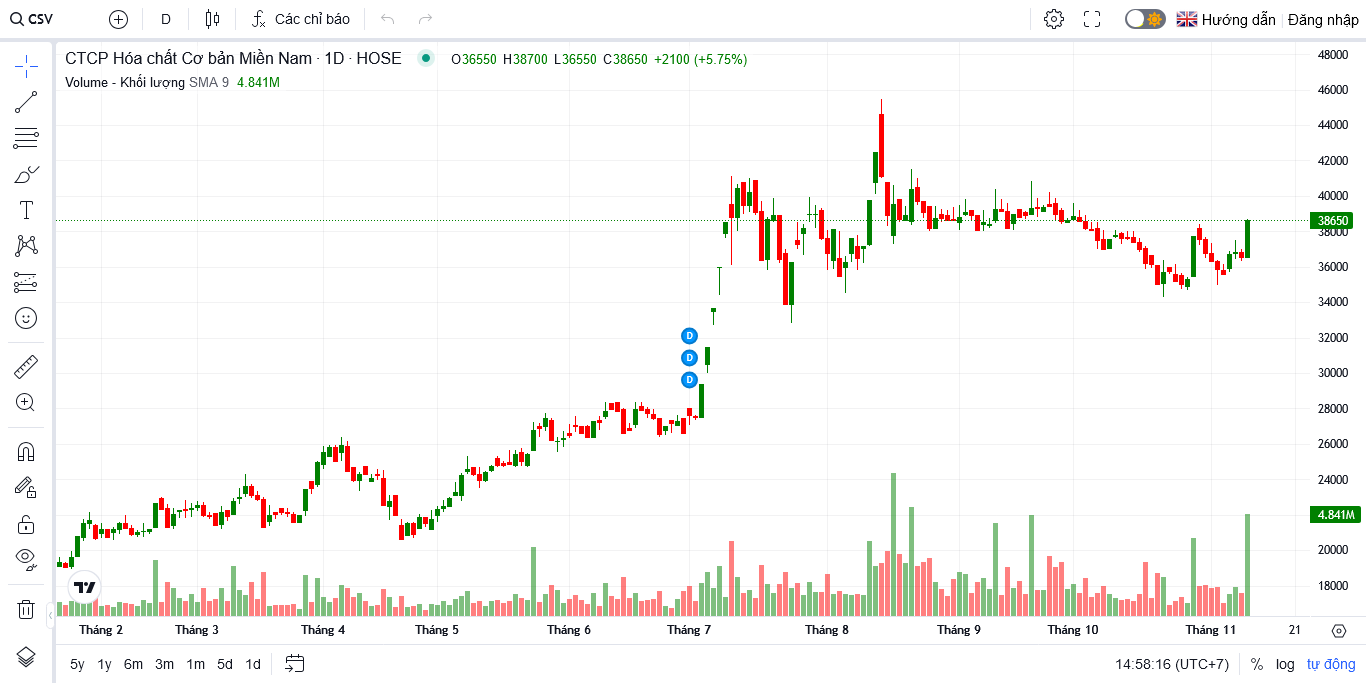 CSV D Các chỉ báo Hướng dẫn Đăng nhập
CTCP Hóa chất Cơ bản Miền Nam · 1D · HOSE O36550 H38700 L36550 C38650 +2100 (+5.75%)
Volume - Khối lượng SMA 9 4.841M
48000
46000
44000
42000
40000
38650
38000
36000
34000
32000
30000
28000
26000
24000
4.841M
20000
18000
D
D
D
Tháng 2 Tháng 3 Tháng 4 Tháng 5 Tháng 6 Tháng 7 Tháng 8 Tháng 9 Tháng 10 Tháng 11 21
5y 1y 6m 3m 1m 5d 1d 14:58:16 (UTC+7) % log tự động